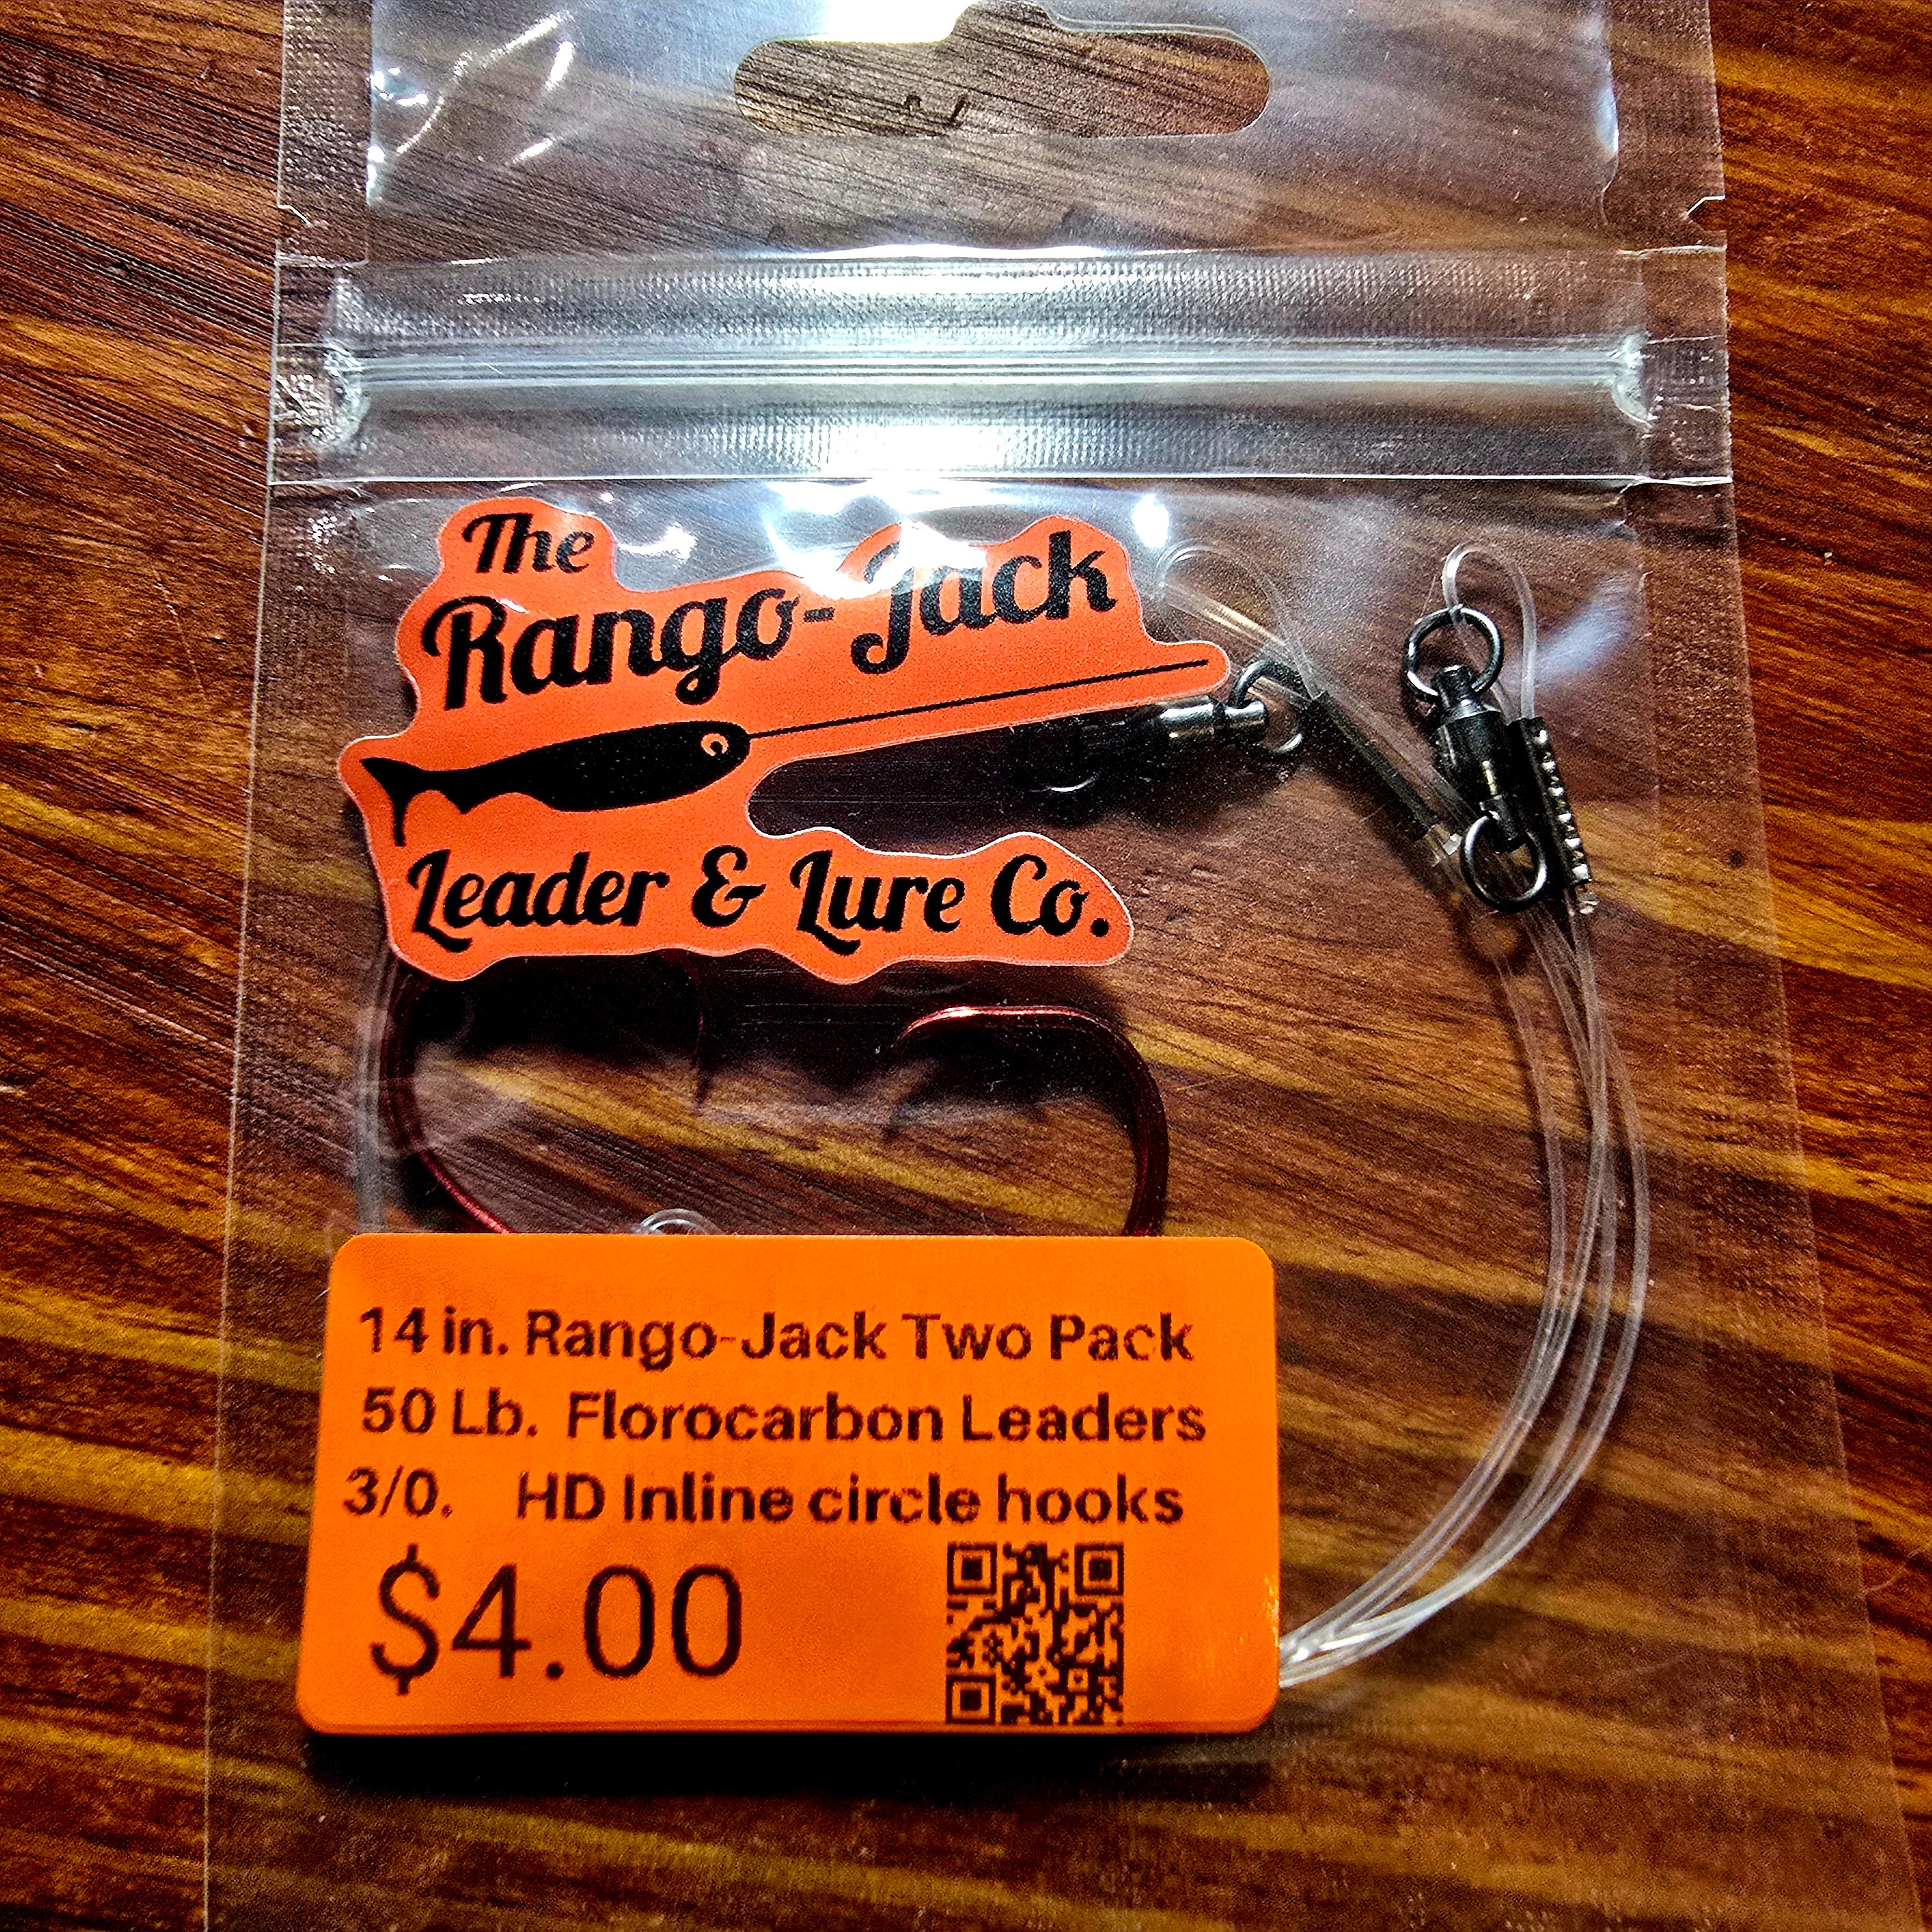 The
Rango-Jack
Leader & Lure Co.
14 in. Rango-Jack Two Pack
50 Lb. Florocarbon Leaders
3/0. HD Inline circle hooks
$4.00